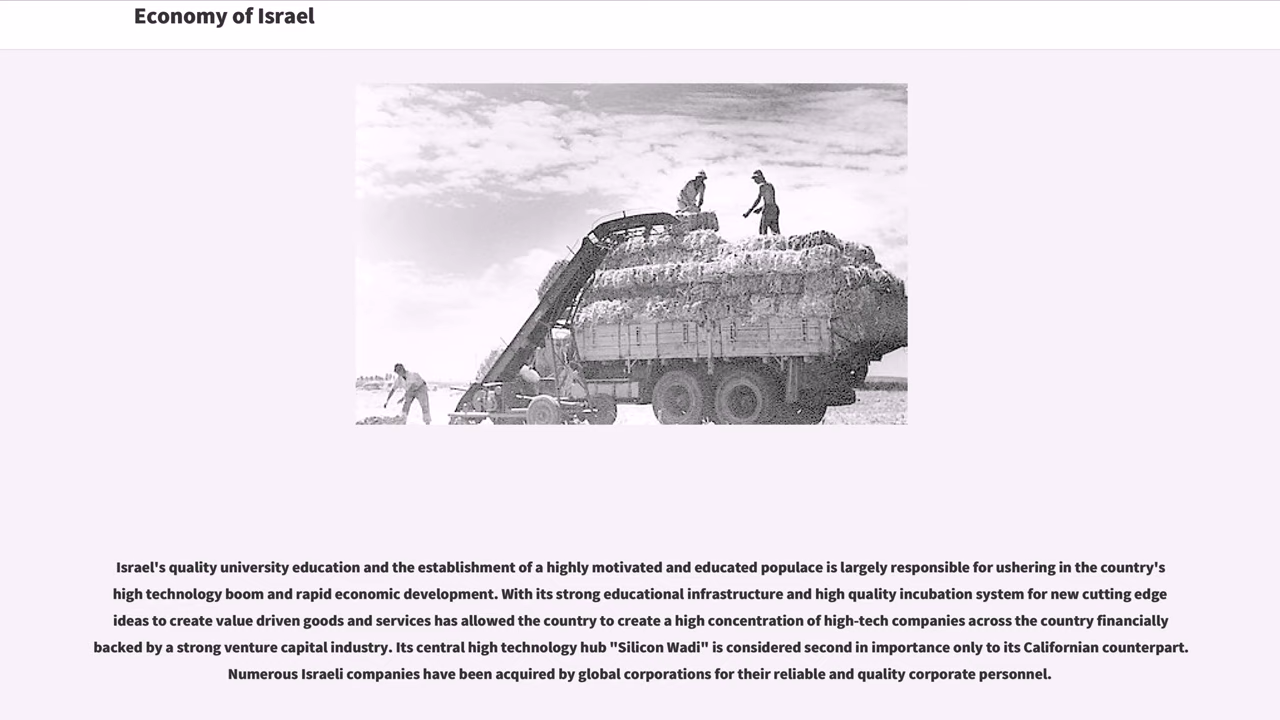 Economy of Israel
Israel's quality university education and the establishment of a highly motivated and educated populace is largely responsible for ushering in the country's
high technology boom and rapid economic development. With its strong educational infrastructure and high quality incubation system for new cutting edge
ideas to create value driven goods and services has allowed the country to create a high concentration of high-tech companies across the country financially
backed by a strong venture capital industry. Its central high technology hub "Silicon Wadi" is considered second in importance only to its Californian counterpart.
Numerous Israeli companies have been acquired by global corporations for their reliable and quality corporate personnel.